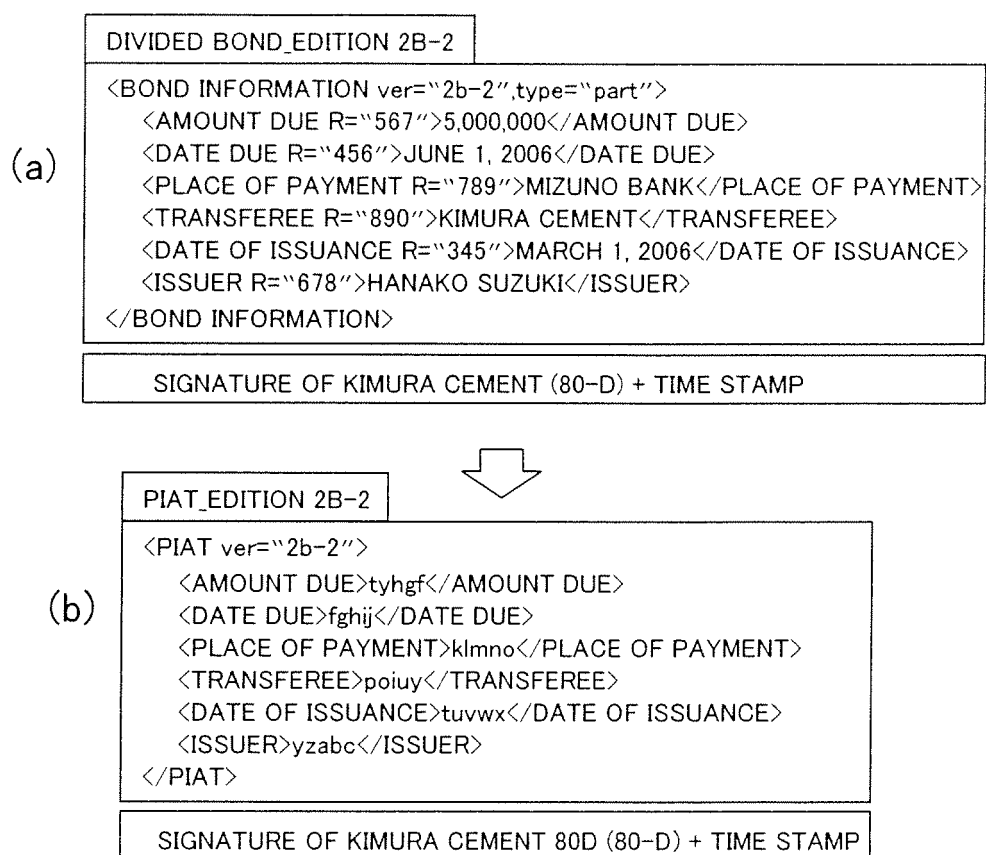 DIVIDED BOND_EDITION 2B-2
<BOND INFORMATION ver="2b-2",type="part">
<AMOUNT DUE R="567">5,000,000</AMOUNT DUE>
<DATE DUE R="456">JUNE 1, 2006</DATE DUE>
(a)
<PLACE OF PAYMENT R="789">MIZUNO BANK</PLACE OF PAYMENT>
<TRANSFEREE R="890">KIMURA CEMENT</TRANSFEREE>
<DATE OF ISSUANCE R="345">MARCH 1, 2006</DATE OF ISSUANCE>
<ISSUER R="678">HANAKO SUZUKI</ISSUER>
</BOND INFORMATION>
SIGNATURE OF KIMURA CEMENT (80-D) + TIME STAMP
PIAT_EDITION 2B-2
<PIAT ver="2b-2">
<AMOUNT DUE>tyhgf</AMOUNT DUE>
(b)
<DATE DUE>fghij</DATE DUE>
<PLACE OF PAYMENT>klmno</PLACE OF PAYMENT>
<TRANSFEREE>poiuy</TRANSFEREE>
<DATE OF ISSUANCE>tuvwx</DATE OF ISSUANCE>
<ISSUER>yzabc</ISSUER>
</PIAT>
SIGNATURE OF KIMURA CEMENT 80D (80-D) + TIME STAMP